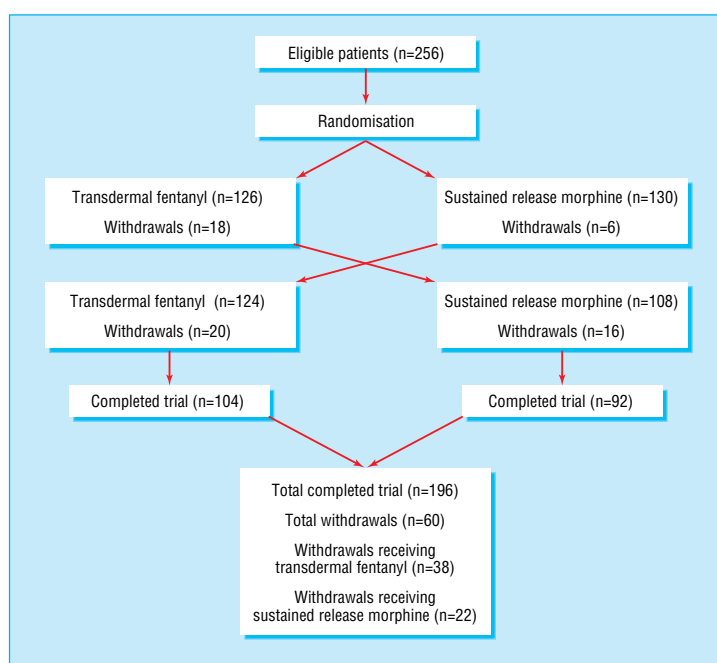 Eligible patients (n=256)
Randomisation
Transdermal fentanyl (n=126)
Withdrawals (n=18)
Sustained release morphine (n=130)
Withdrawals (n=6)
Transdermal fentanyl (n=124)
Withdrawals (n=20)
Sustained release morphine (n=108)
Withdrawals (n=16)
Completed trial (n=104)
Completed trial (n=92)
Total completed trial (n=196)
Total withdrawals (n=60)
Withdrawals receiving
transdermal fentanyl (n=38)
Withdrawals receiving
sustained release morphine (n=22)